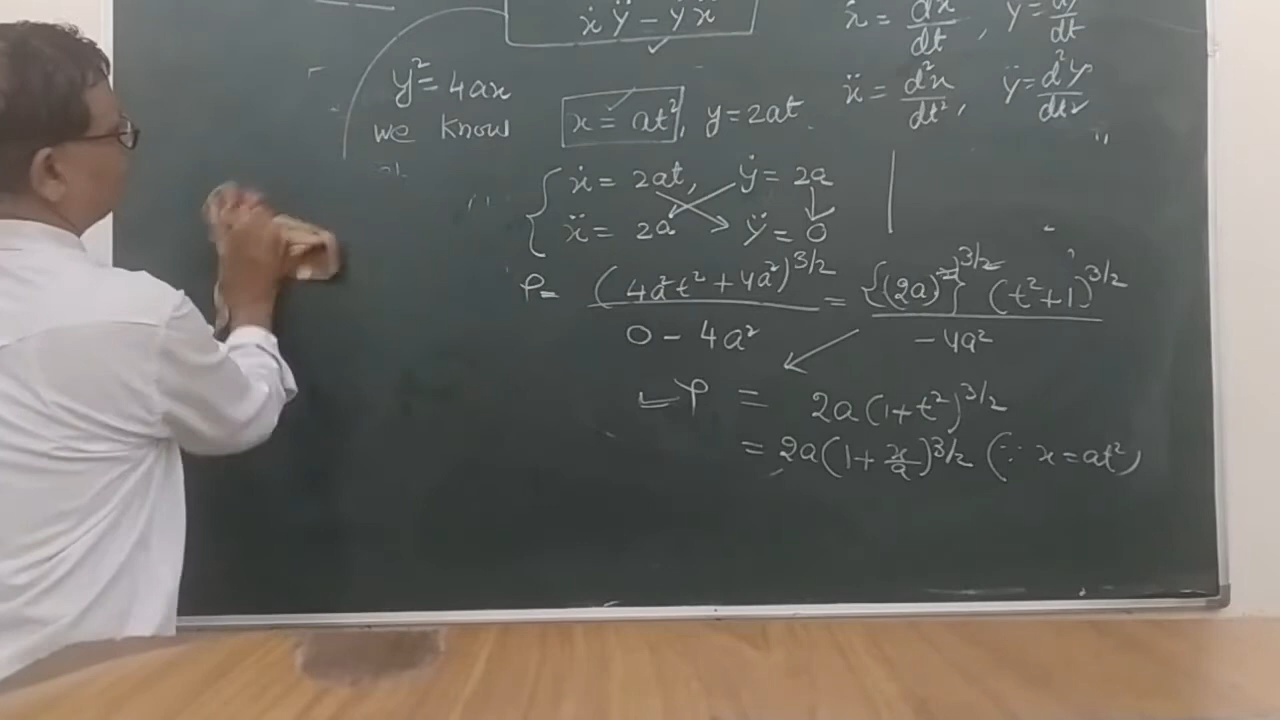 ẋ ÿ − ẏ ẍ
ẋ = dx/dt , ẏ = dy/dt
ẍ = d²x/dt² , ÿ = d²y/dt²
y² = 4ax
we know x = at² , y = 2at
ẋ = 2at, ẏ = 2a
ẍ = 2a ÿ = 0
ρ = (4a²t² + 4a²)^3/2 / 0 − 4a² = {(2a)²}^3/2 (t² + 1)^3/2 / −4a²
ρ = 2a(1+t²)^3/2
= 2a(1 + x/a)^3/2 (∵ x = at²)